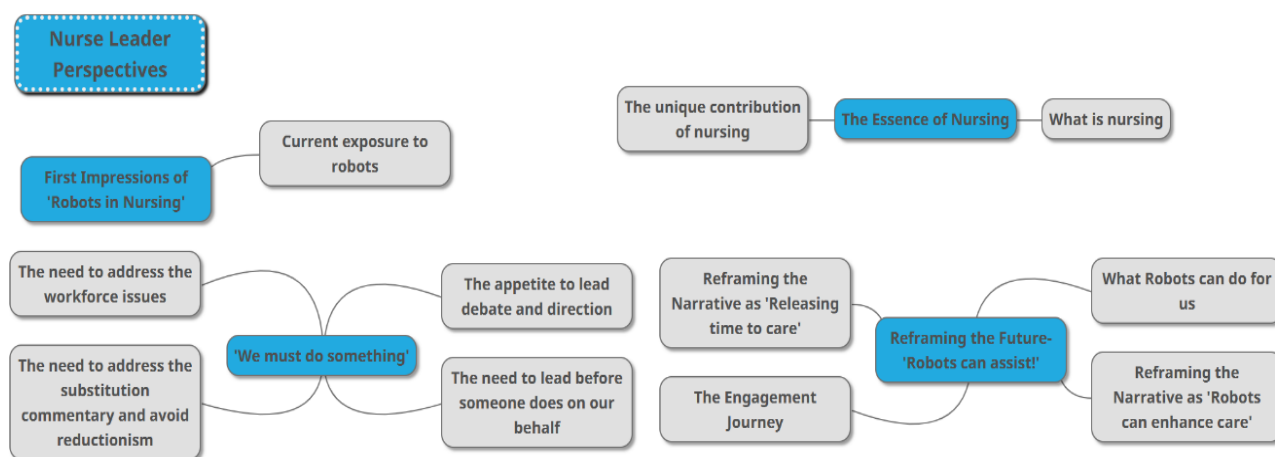 Nurse Leader
Perspectives
The unique contribution
of nursing
The Essence of Nursing
What is nursing
Current exposure to
robots
First Impressions of
'Robots in Nursing'
The need to address the
workforce issues
The appetite to lead
debate and direction
'We must do something'
The need to address the
substitution
commentary and avoid
reductionism
The need to lead before
someone does on our
behalf
Reframing the
Narrative as 'Releasing
time to care'
What Robots can do for
us
Reframing the Future-
'Robots can assist!'
The Engagement
Journey
Reframing the
Narrative as 'Robots
can enhance care'